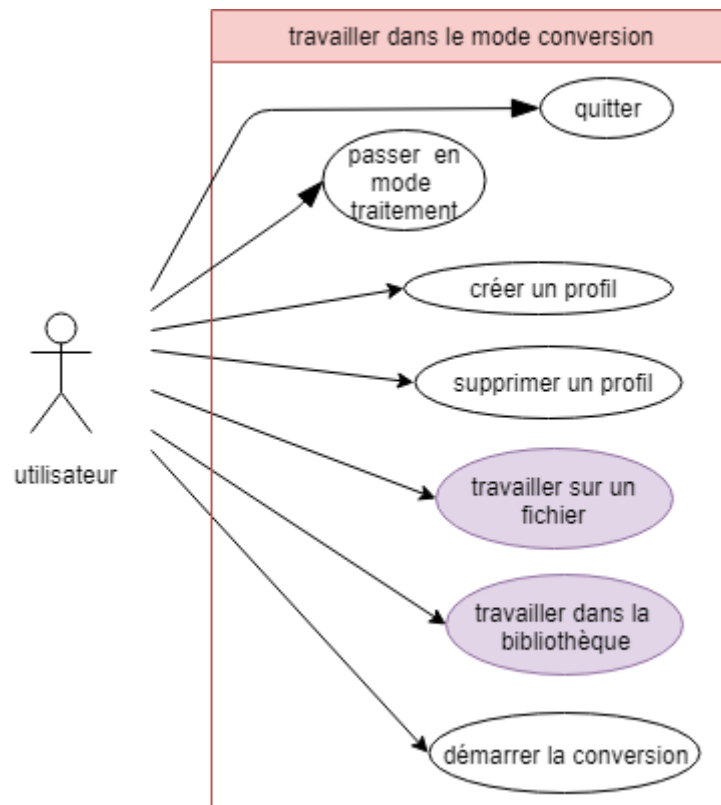 travailler dans le mode conversion
quitter
passer en
mode
traitement
créer un profil
supprimer un profil
utilisateur
travailler sur un
fichier
travailler dans la
bibliothèque
démarrer la conversion